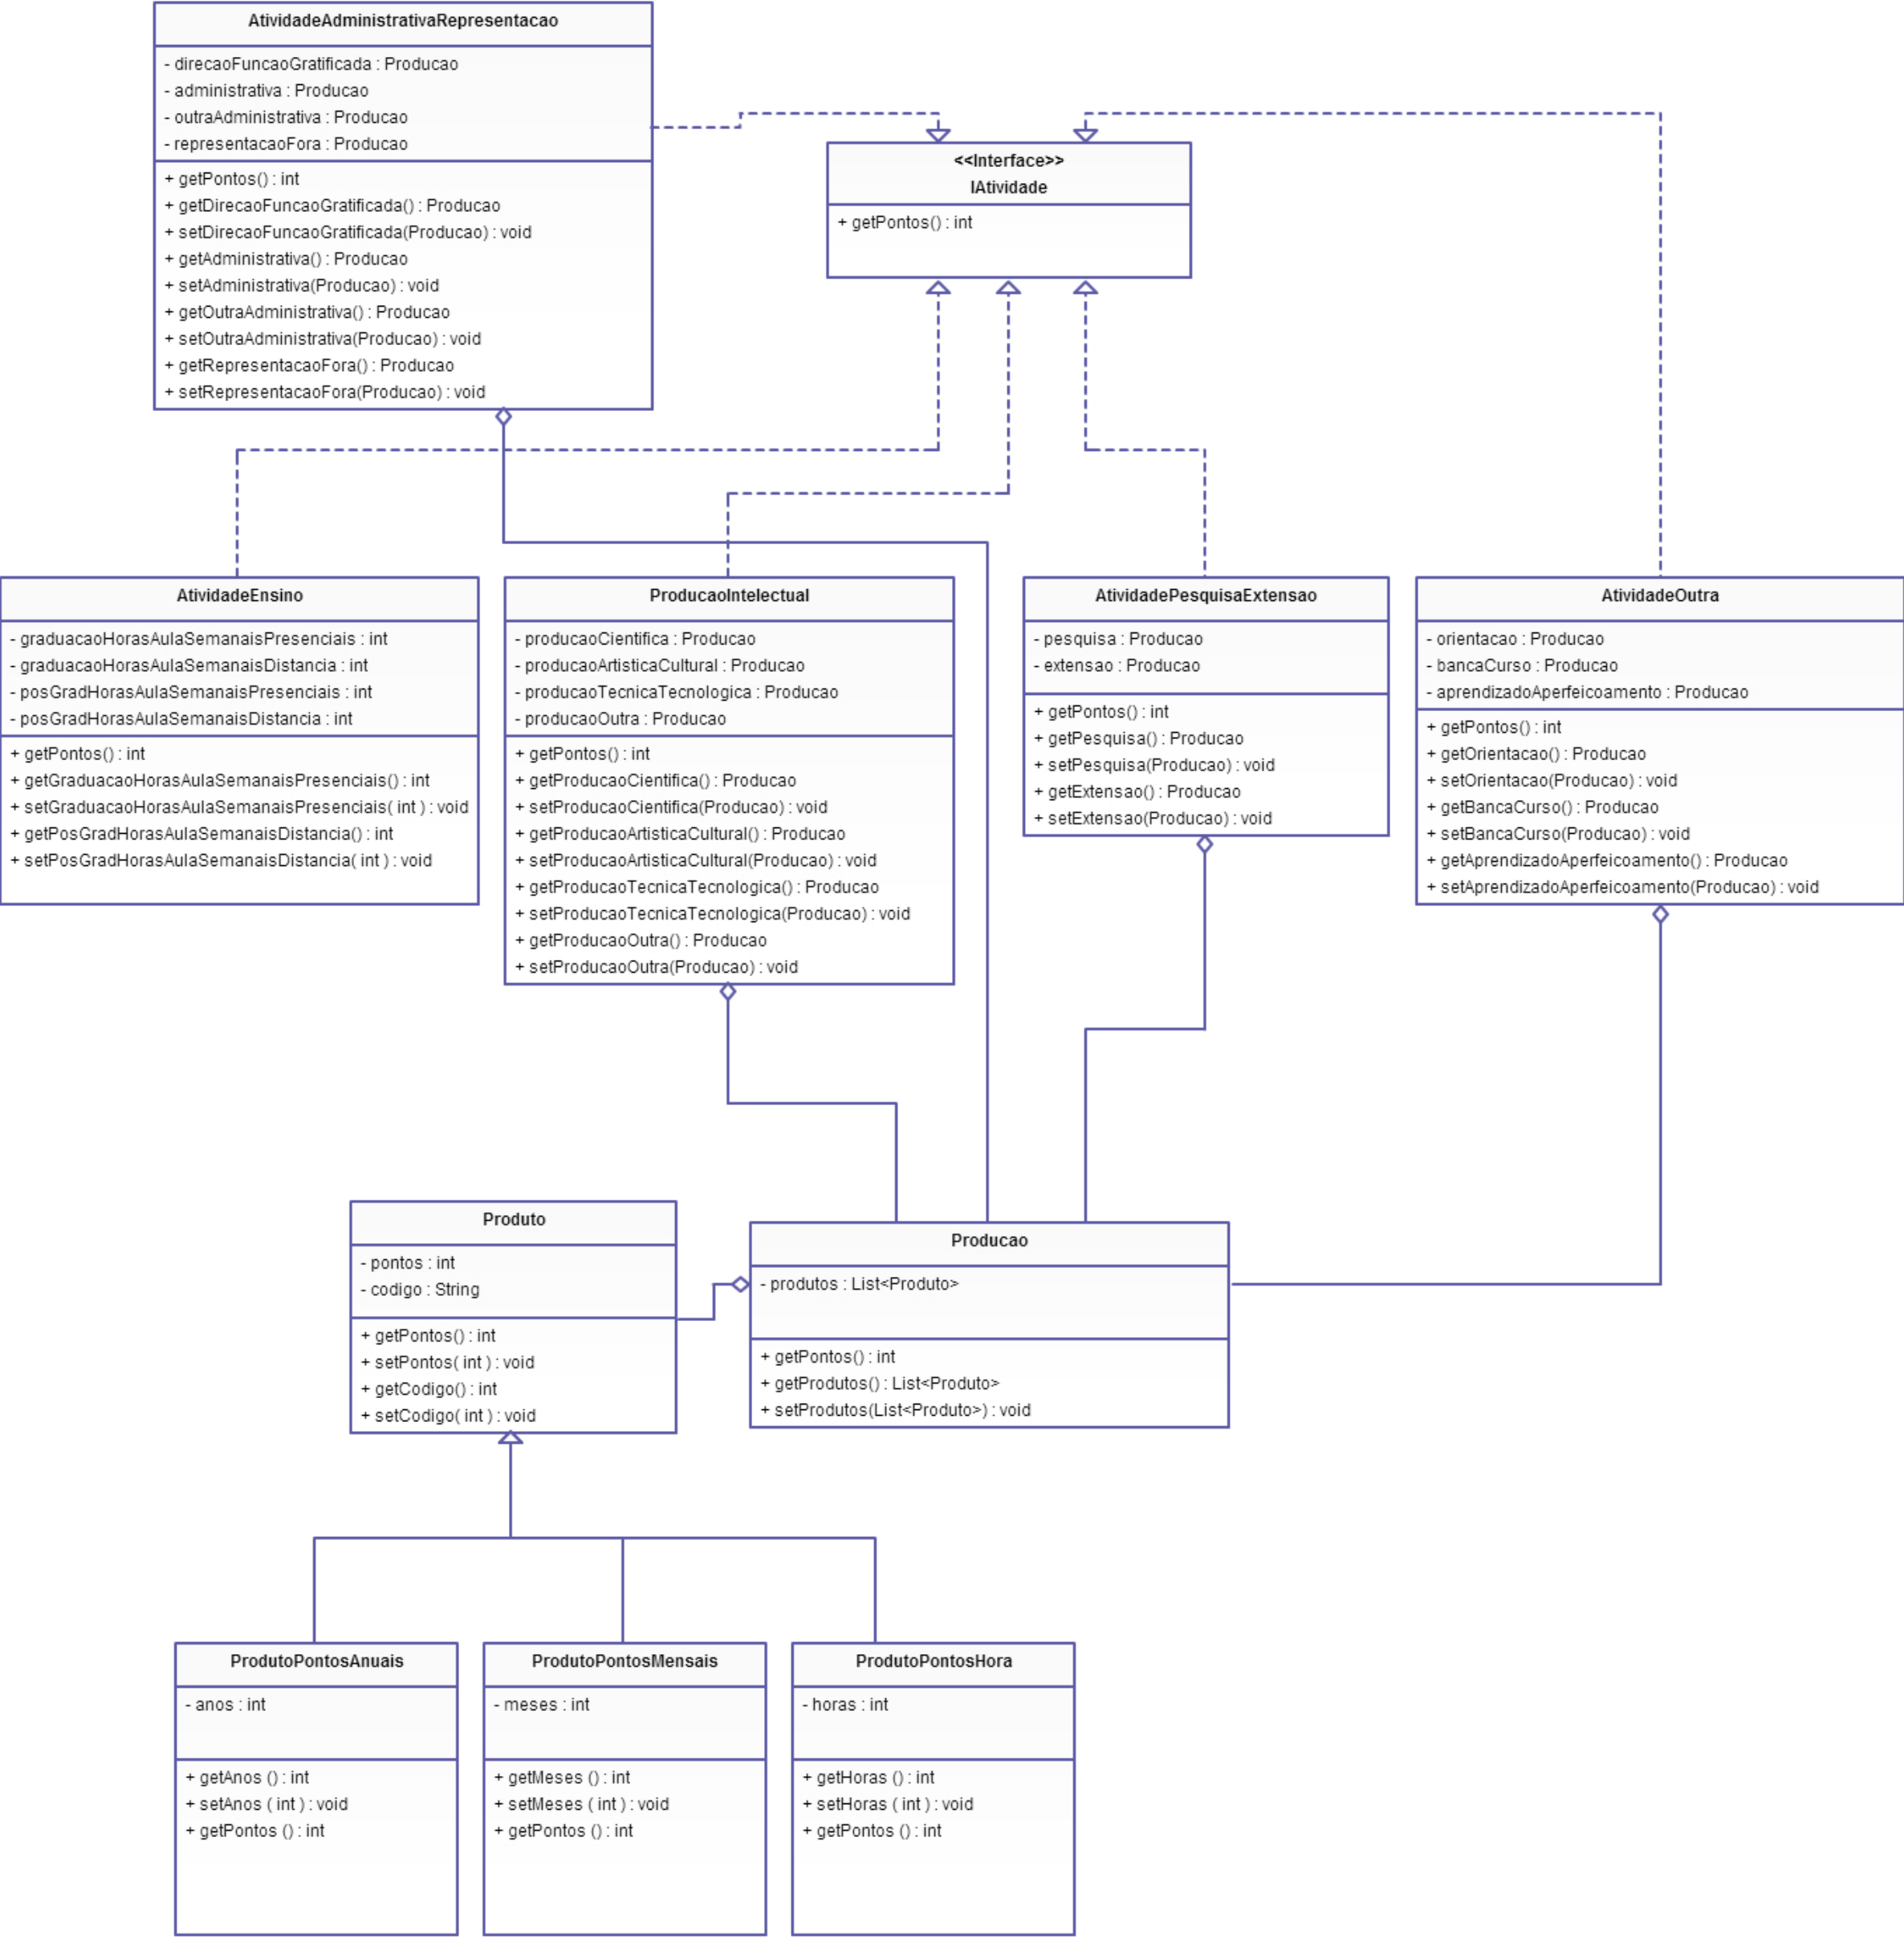 AtividadeAdministrativaRepresentacao
- direcaoFuncaoGratificada : Producao
- administrativa : Producao
- outraAdministrativa : Producao
- representacaoFora : Producao
+ getPontos() : int
+ getDirecaoFuncaoGratificada() : Producao
+ setDirecaoFuncaoGratificada(Producao) : void
+ getAdministrativa() : Producao
+ setAdministrativa(Producao) : void
+ getOutraAdministrativa() : Producao
+ setOutraAdministrativa(Producao) : void
+ getRepresentacaoFora() : Producao
+ setRepresentacaoFora(Producao) : void
<<Interface>>
IAtividade
+ getPontos() : int
AtividadeEnsino
- graduacaoHorasAulaSemanaisPresenciais : int
- graduacaoHorasAulaSemanaisDistancia : int
- posGradHorasAulaSemanaisPresenciais : int
- posGradHorasAulaSemanaisDistancia : int
+ getPontos() : int
+ getGraduacaoHorasAulaSemanaisPresenciais() : int
+ setGraduacaoHorasAulaSemanaisPresenciais( int ) : void
+ getPosGradHorasAulaSemanaisDistancia() : int
+ setPosGradHorasAulaSemanaisDistancia( int ) : void
ProducaoIntelectual
- producaoCientifica : Producao
- producaoArtisticaCultural : Producao
- producaoTecnicaTecnologica : Producao
- producaoOutra : Producao
+ getPontos() : int
+ getProducaoCientifica() : Producao
+ setProducaoCientifica(Producao) : void
+ getProducaoArtisticaCultural() : Producao
+ setProducaoArtisticaCultural(Producao) : void
+ getProducaoTecnicaTecnologica() : Producao
+ setProducaoTecnicaTecnologica(Producao) : void
+ getProducaoOutra() : Producao
+ setProducaoOutra(Producao) : void
AtividadePesquisaExtensao
- pesquisa : Producao
- extensao : Producao
+ getPontos() : int
+ getPesquisa() : Producao
+ setPesquisa(Producao) : void
+ getExtensao() : Producao
+ setExtensao(Producao) : void
AtividadeOutra
- orientacao : Producao
- bancaCurso : Producao
- aprendizadoAperfeicoamento : Producao
+ getPontos() : int
+ getOrientacao() : Producao
+ setOrientacao(Producao) : void
+ getBancaCurso() : Producao
+ setBancaCurso(Producao) : void
+ getAprendizadoAperfeicoamento() : Producao
+ setAprendizadoAperfeicoamento(Producao) : void
Produto
- pontos : int
- codigo : String
+ getPontos() : int
+ setPontos( int ) : void
+ getCodigo() : int
+ setCodigo( int ) : void
Producao
- produtos : List<Produto>
+ getPontos() : int
+ getProdutos() : List<Produto>
+ setProdutos(List<Produto>) : void
ProdutoPontosAnuais
- anos : int
+ getAnos () : int
+ setAnos ( int ) : void
+ getPontos () : int
ProdutoPontosMensais
- meses : int
+ getMeses () : int
+ setMeses ( int ) : void
+ getPontos () : int
ProdutoPontosHora
- horas : int
+ getHoras () : int
+ setHoras ( int ) : void
+ getPontos () : int